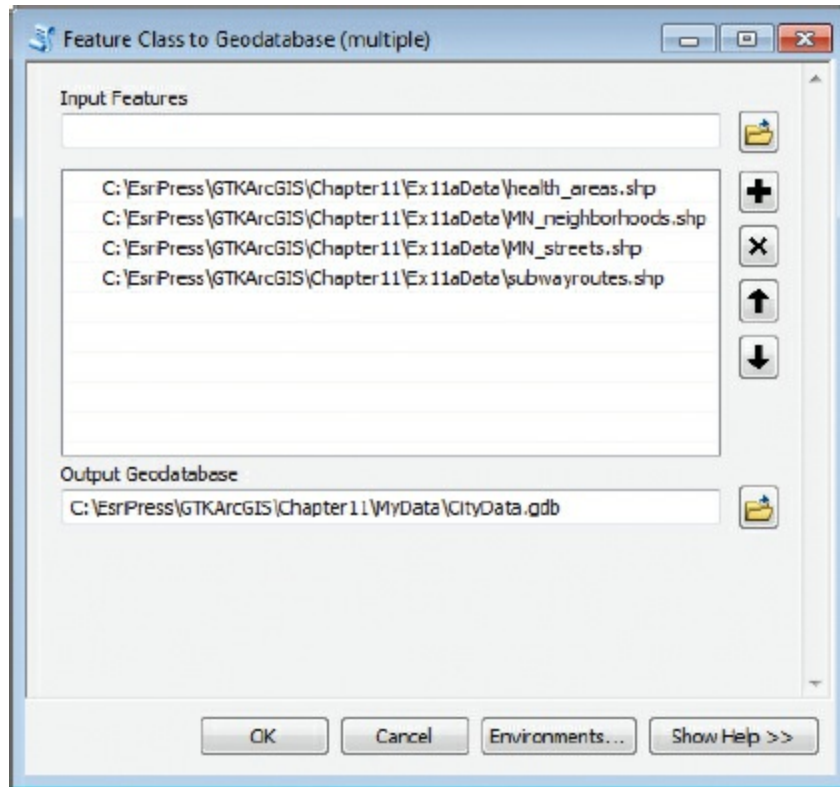 Feature Class to Geodatabase (multiple)
Input Features
C:\EsriPress\GTKArcGIS\Chapter11\Ex11aData\health_areas.shp
C:\EsriPress\GTKArcGIS\Chapter11\Ex11aData\MN_neighborhoods.shp
C:\EsriPress\GTKArcGIS\Chapter11\Ex11aData\MN_streets.shp
C:\EsriPress\GTKArcGIS\Chapter11\Ex11aData\subwayroutes.shp
Output Geodatabase
C:\EsriPress\GTKArcGIS\Chapter11\MyData\CityData.gdb
OK
Cancel
Environments...
Show Help >>